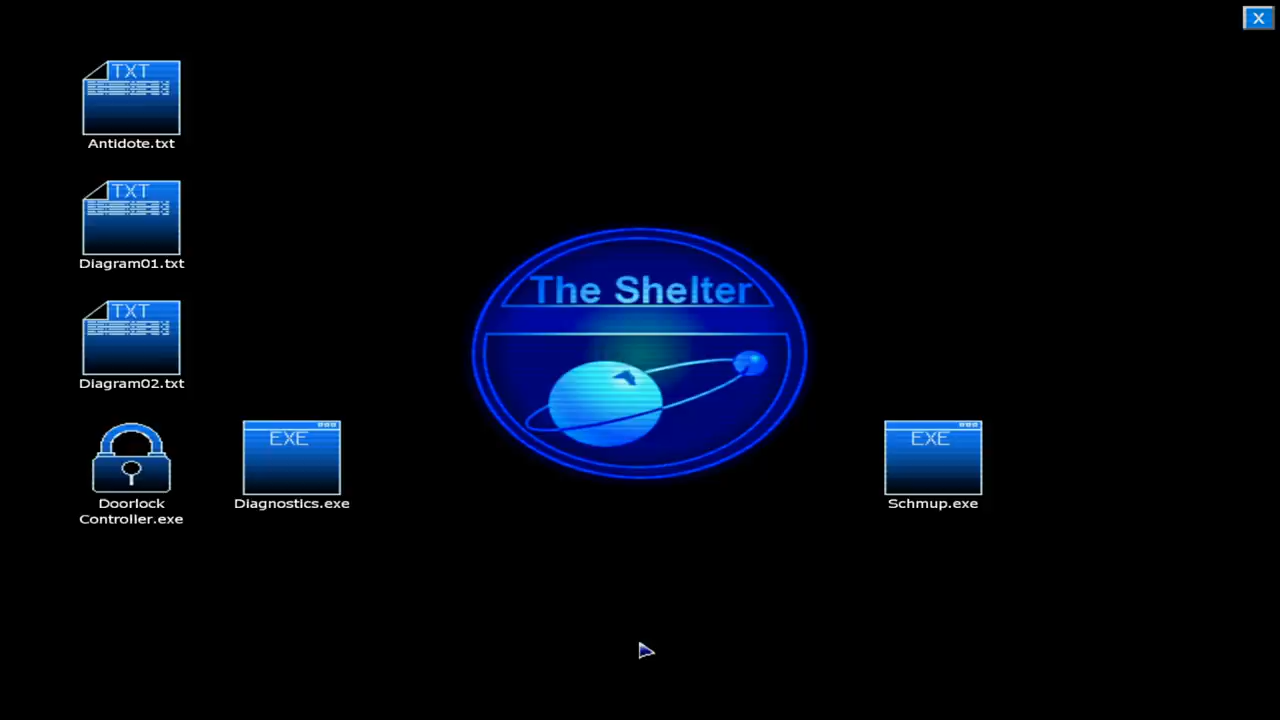 X
TXT
Antidote.txt
TXT
Diagram01.txt
The Shelter
TXT
Diagram02.txt
Doorlock
Controller.exe
EXE
Diagnostics.exe
EXE
Schmup.exe